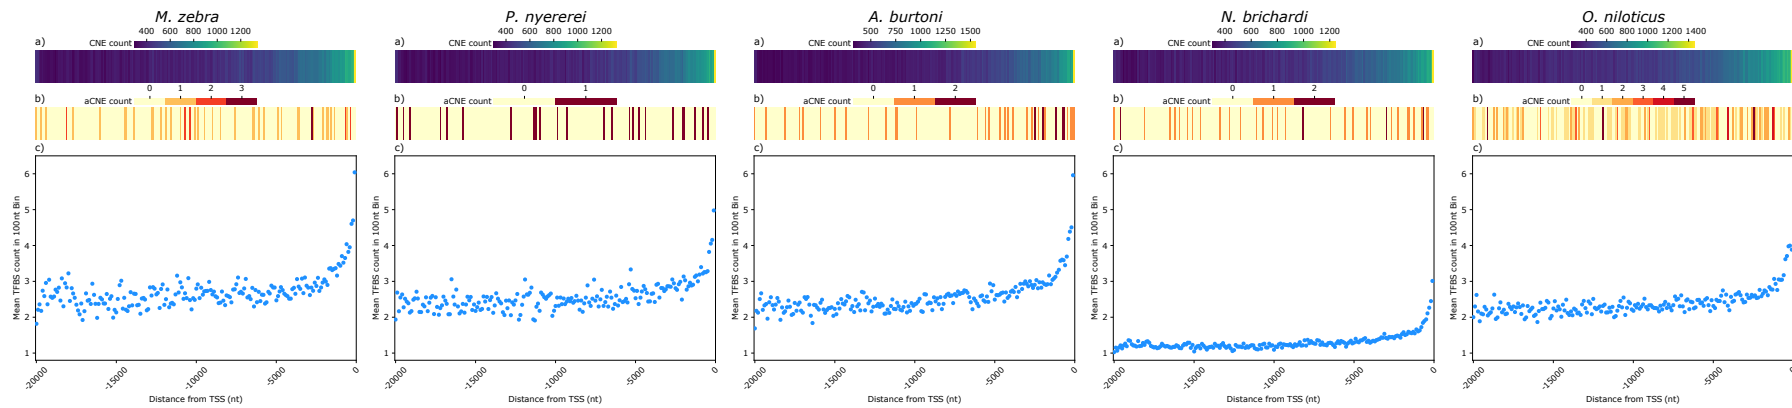 M. zebra
CNE count 400 600 800 1000 1200
a)
aCNE count 0 1 2 3
b)
c)
Mean TFBS count in 100nt Bin
6
5
4
3
2
1
-20000 -15000 -10000 -5000 0
Distance from TSS (nt)
P. nyererei
CNE count 400 600 800 1000 1200
a)
aCNE count 0 1
b)
c)
Mean TFBS count in 100nt Bin
6
5
4
3
2
1
-20000 -15000 -10000 -5000 0
Distance from TSS (nt)
A. burtoni
CNE count 500 750 1000 1250 1500
a)
aCNE count 0 1 2
b)
c)
Mean TFBS count in 100nt Bin
6
5
4
3
2
1
-20000 -15000 -10000 -5000 0
Distance from TSS (nt)
N. brichardi
CNE count 400 600 800 1000 1200
a)
aCNE count 0 1 2
b)
c)
Mean TFBS count in 100nt Bin
6
5
4
3
2
1
-20000 -15000 -10000 -5000 0
Distance from TSS (nt)
O. niloticus
CNE count 400 600 800 1000 1200 1400
a)
aCNE count 0 1 2 3 4 5
b)
c)
Mean TFBS count in 100nt Bin
6
5
4
3
2
1
-20000 -15000 -10000 -5000 0
Distance from TSS (nt)